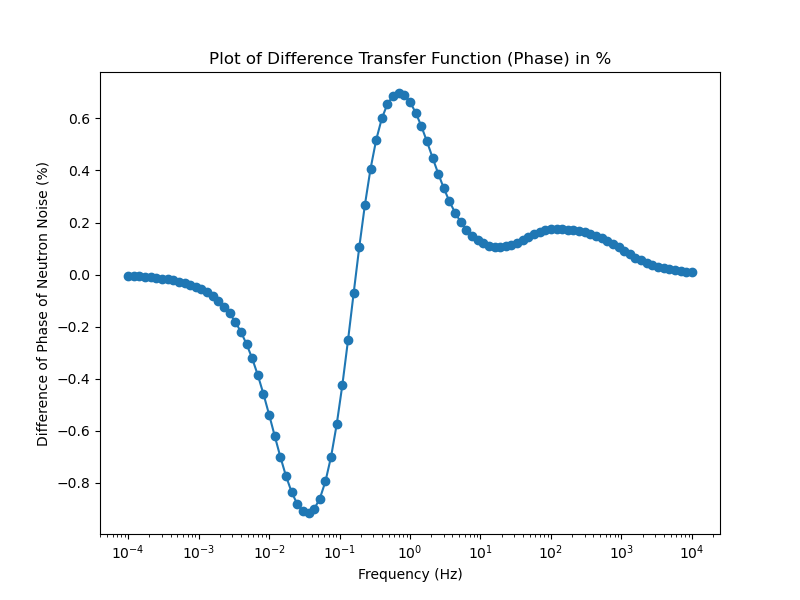 Plot of Difference Transfer Function (Phase) in %
Difference of Phase of Neutron Noise (%)
0.6
0.4
0.2
0.0
−0.2
−0.4
−0.6
−0.8
10⁻⁴ 10⁻³ 10⁻² 10⁻¹ 10⁰ 10¹ 10² 10³ 10⁴
Frequency (Hz)